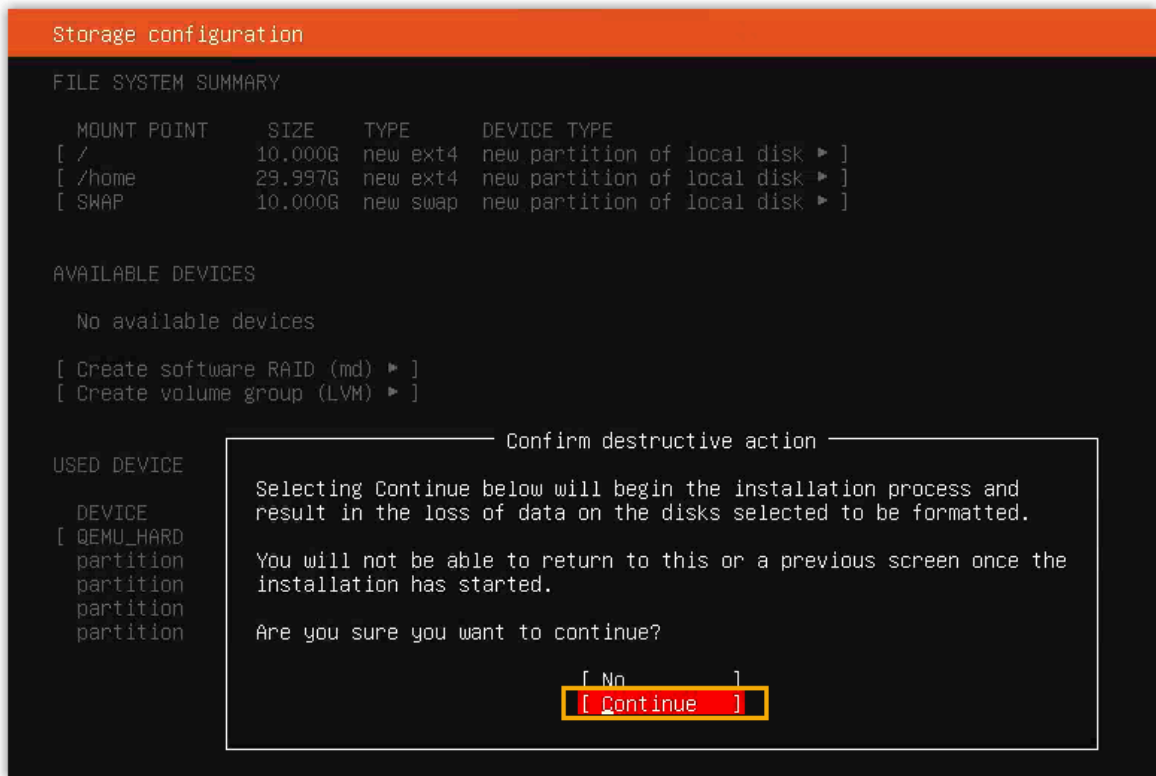 Storage configuration
FILE SYSTEM SUMMARY
MOUNT POINT SIZE TYPE DEVICE TYPE
[ / 10.000G new ext4 new partition of local disk ▸ ]
[ /home 29.997G new ext4 new partition of local disk ▸ ]
[ SWAP 10.000G new swap new partition of local disk ▸ ]
AVAILABLE DEVICES
No available devices
[ Create software RAID (md) ▸ ]
[ Create volume group (LVM) ▸ ]
USED DEVICE
DEVICE
[ QEMU_HARD
partition
partition
partition
partition
Confirm destructive action
Selecting Continue below will begin the installation process and
result in the loss of data on the disks selected to be formatted.
You will not be able to return to this or a previous screen once the
installation has started.
Are you sure you want to continue?
[ No ]
[ Continue ]